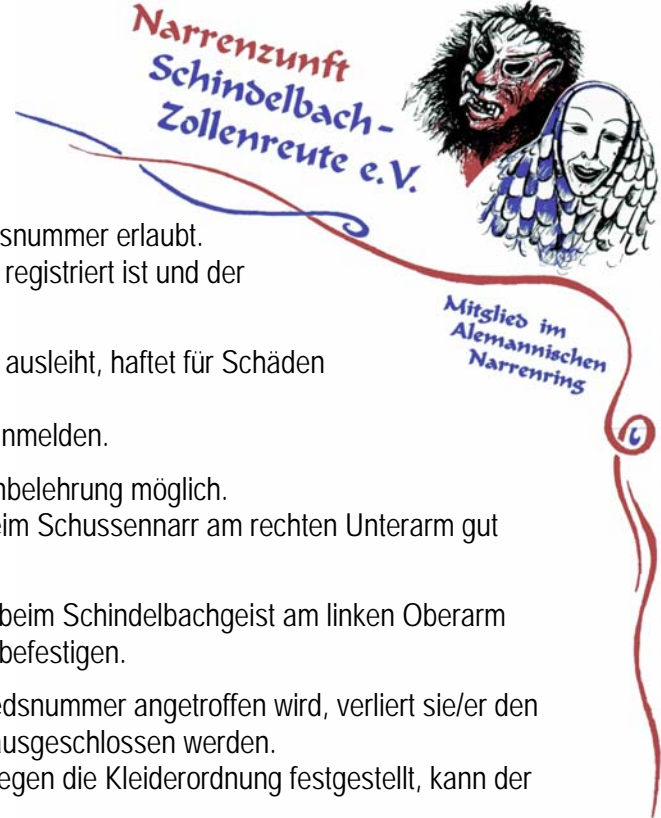 Narrenzunft
Schindelbach-
Zollenreute e.V.
snummer erlaubt.
registriert ist und der
Mitglied im
Alemannischen
Narrenring
ausleiht, haftet für Schäden
nmelden.
nbelehrung möglich.
eim Schussennarr am rechten Unterarm gut
beim Schindelbachgeist am linken Oberarm
befestigen.
edsnummer angetroffen wird, verliert sie/er den
ausgeschlossen werden.
egen die Kleiderordnung festgestellt, kann der